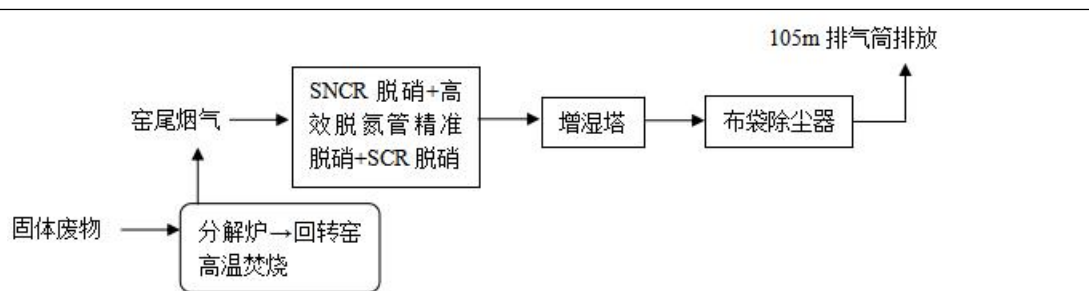 105m 排气筒排放
窑尾烟气
SNCR 脱硝+高
效脱氮管精准
脱硝+SCR 脱硝
增湿塔
布袋除尘器
固体废物
分解炉→回转窑
高温焚烧